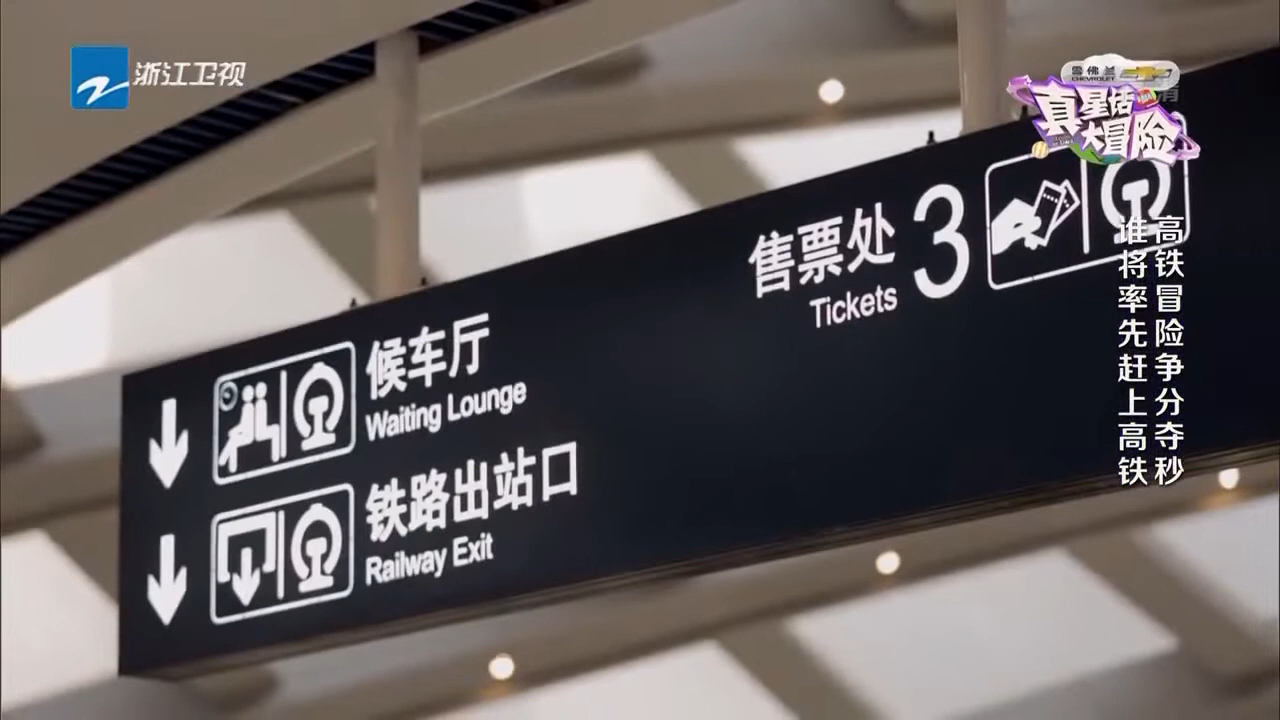 浙江卫视
雪佛兰
CHEVROLET
真星话
大冒险
售票处 3
Tickets
候车厅
Waiting Lounge
铁路出站口
Railway Exit
高铁冒险争分夺秒
谁将率先赶上高铁